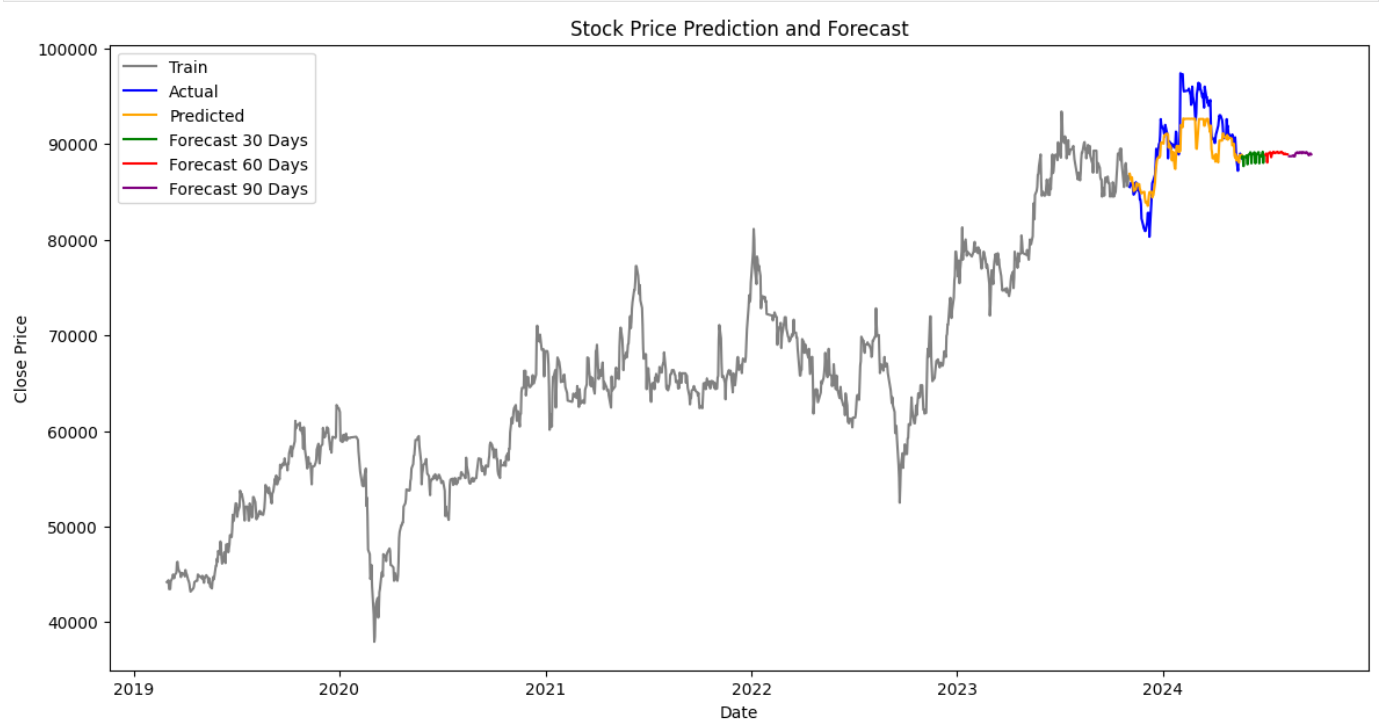 Stock Price Prediction and Forecast
100000
90000
80000
70000
60000
50000
40000
Close Price
Train
Actual
Predicted
Forecast 30 Days
Forecast 60 Days
Forecast 90 Days
2019
2020
2021
2022
2023
2024
Date